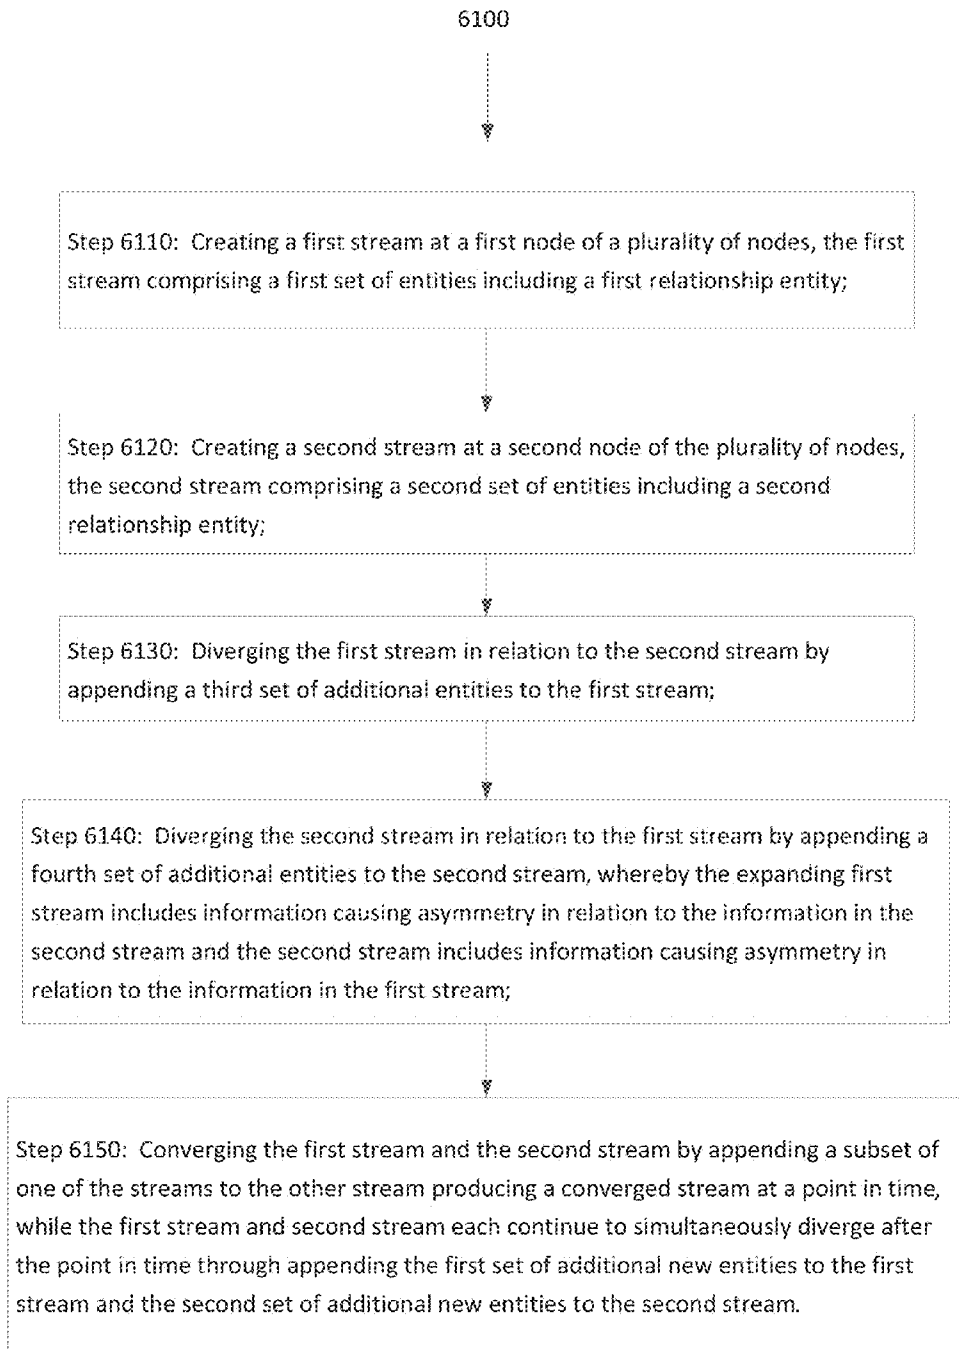 6100
Step 6110: Creating a first stream at a first node of a plurality of nodes, the first
stream comprising a first set of entities including a first relationship entity;
Step 6120: Creating a second stream at a second node of the plurality of nodes,
the second stream comprising a second set of entities including a second
relationship entity;
Step 6130: Diverging the first stream in relation to the second stream by
appending a third set of additional entities to the first stream;
Step 6140: Diverging the second stream in relation to the first stream by appending a
fourth set of additional entities to the second stream, whereby the expanding first
stream includes information causing asymmetry in relation to the information in the
second stream and the second stream includes information causing asymmetry in
relation to the information in the first stream;
Step 6150: Converging the first stream and the second stream by appending a subset of
one of the streams to the other stream producing a converged stream at a point in time,
while the first stream and second stream each continue to simultaneously diverge after
the point in time through appending the first set of additional new entities to the first
stream and the second set of additional new entities to the second stream.